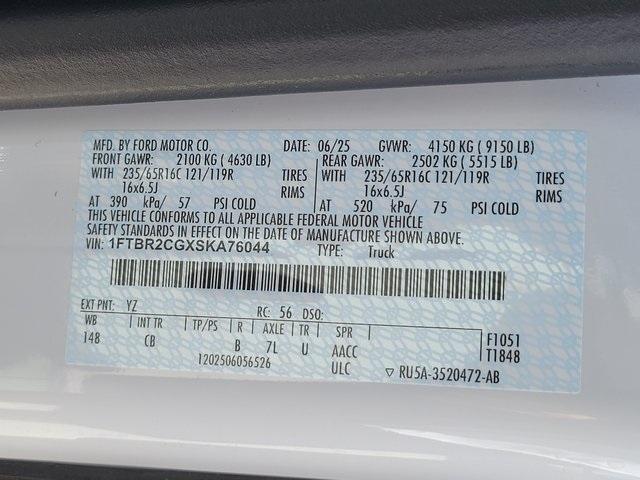 MFD. BY FORD MOTOR CO. DATE: 06/25 GVWR: 4150 KG ( 9150 LB)
FRONT GAWR: 2100 KG ( 4630 LB) REAR GAWR: 2502 KG ( 5515 LB)
WITH 235/65R16C 121/119R TIRES WITH 235/65R16C 121/119R TIRES
16x6.5J RIMS 16x6.5J RIMS
AT 390 kPa/ 57 PSI COLD AT 520 kPa/ 75 PSI COLD
THIS VEHICLE CONFORMS TO ALL APPLICABLE FEDERAL MOTOR VEHICLE
SAFETY STANDARDS IN EFFECT ON THE DATE OF MANUFACTURE SHOWN ABOVE.
VIN: 1FTBR2CGXSKA76044 TYPE: Truck
EXT PNT: YZ RC: 56 DSO:
WB INT TR TP/PS R AXLE TR SPR F1051
148 CB B 7L U AACC T1848
1202506056526 ULC ▽ RU5A-3520472-AB